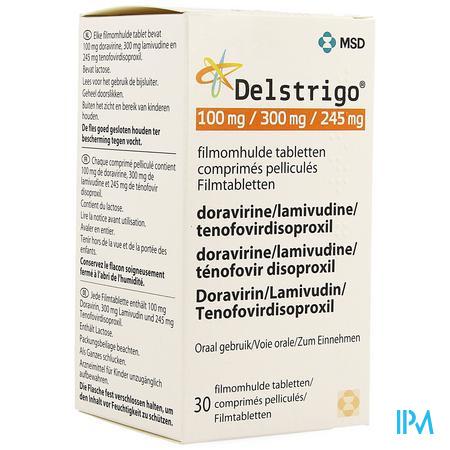 Elke filmomhulde tablet bevat
100 mg doravirine, 300 mg lamivudine en
245 mg tenofovirdisoproxil.
Bevat lactose.
Lees voor het gebruik de bijsluiter.
Geheel doorslikken.
Buiten het zicht en bereik van kinderen
houden.
De fles goed gesloten houden ter
bescherming tegen vocht.
Chaque comprimé pelliculé contient
100 mg de doravirine, 300 mg de
lamivudine et 245 mg de ténofovir
disoproxil.
Contient du lactose.
Lire la notice avant utilisation.
Avaler en entier.
Tenir hors de la vue et de la portée des
enfants.
Conservez le flacon soigneusement
fermé à l'abri de l'humidité.
Jede Filmtablette enthält 100 mg
Doravirin, 300 mg Lamivudin und 245 mg
Tenofovirdisoproxil.
Enthält Lactose.
Packungsbeilage beachten.
Als Ganzes schlucken.
Arzneimittel für Kinder unzugänglich
aufbewahren.
Die Flasche fest verschlossen halten, um
den Inhalt vor Feuchtigkeit zu schützen.
MSD
Delstrigo®
100 mg / 300 mg / 245 mg
filmomhulde tabletten
comprimés pelliculés
Filmtabletten
doravirine/lamivudine/
tenofovirdisoproxil
doravirine/lamivudine/
ténofovir disoproxil
Doravirin/Lamivudin/
Tenofovirdisoproxil
Oraal gebruik/Voie orale/Zum Einnehmen
filmomhulde tabletten/
30 comprimés pelliculés/
Filmtabletten
IPM